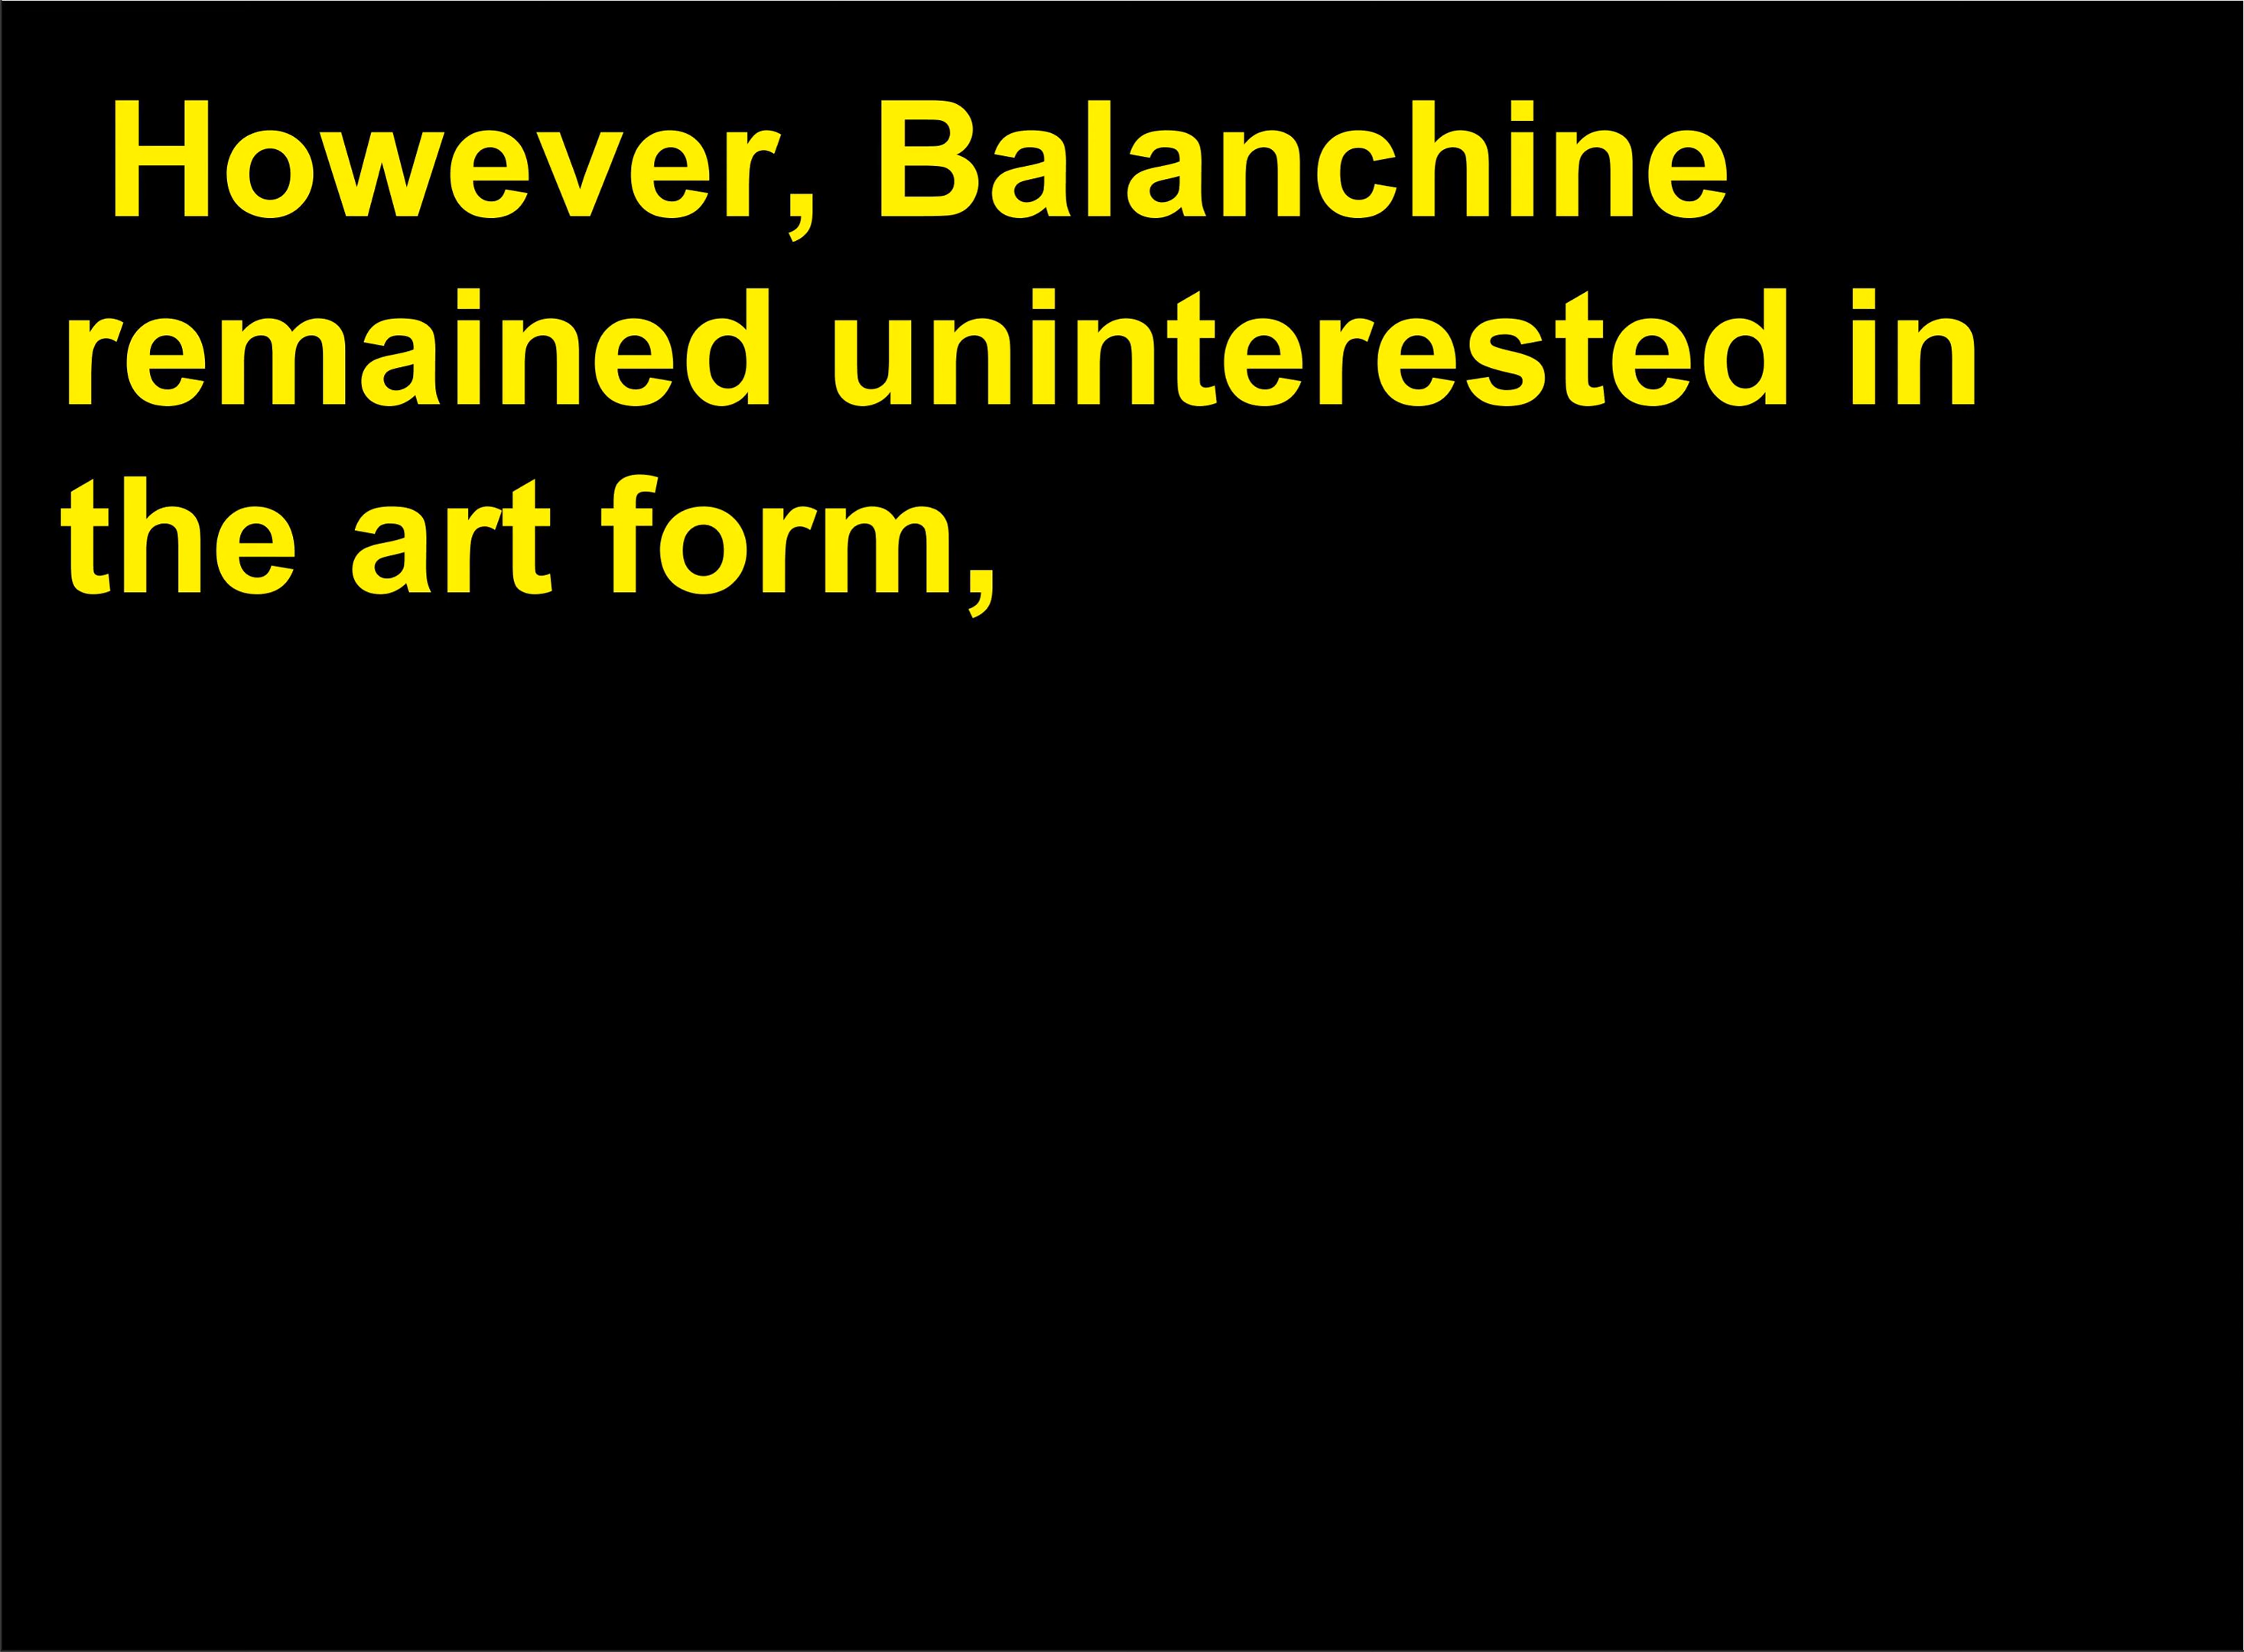 However, Balanchine
remained uninterested in
the art form,